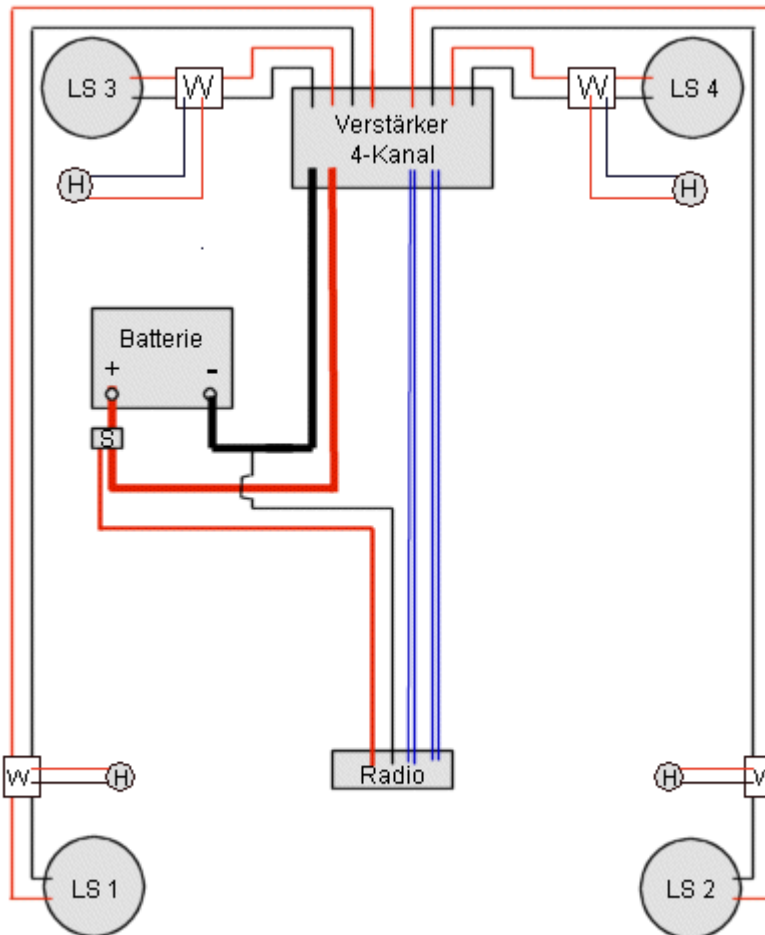 LS 3
W
Verstärker
4-Kanal
W
LS 4
H
H
Batterie
+ -
S
Radio
W
H
H
W
LS 1
LS 2